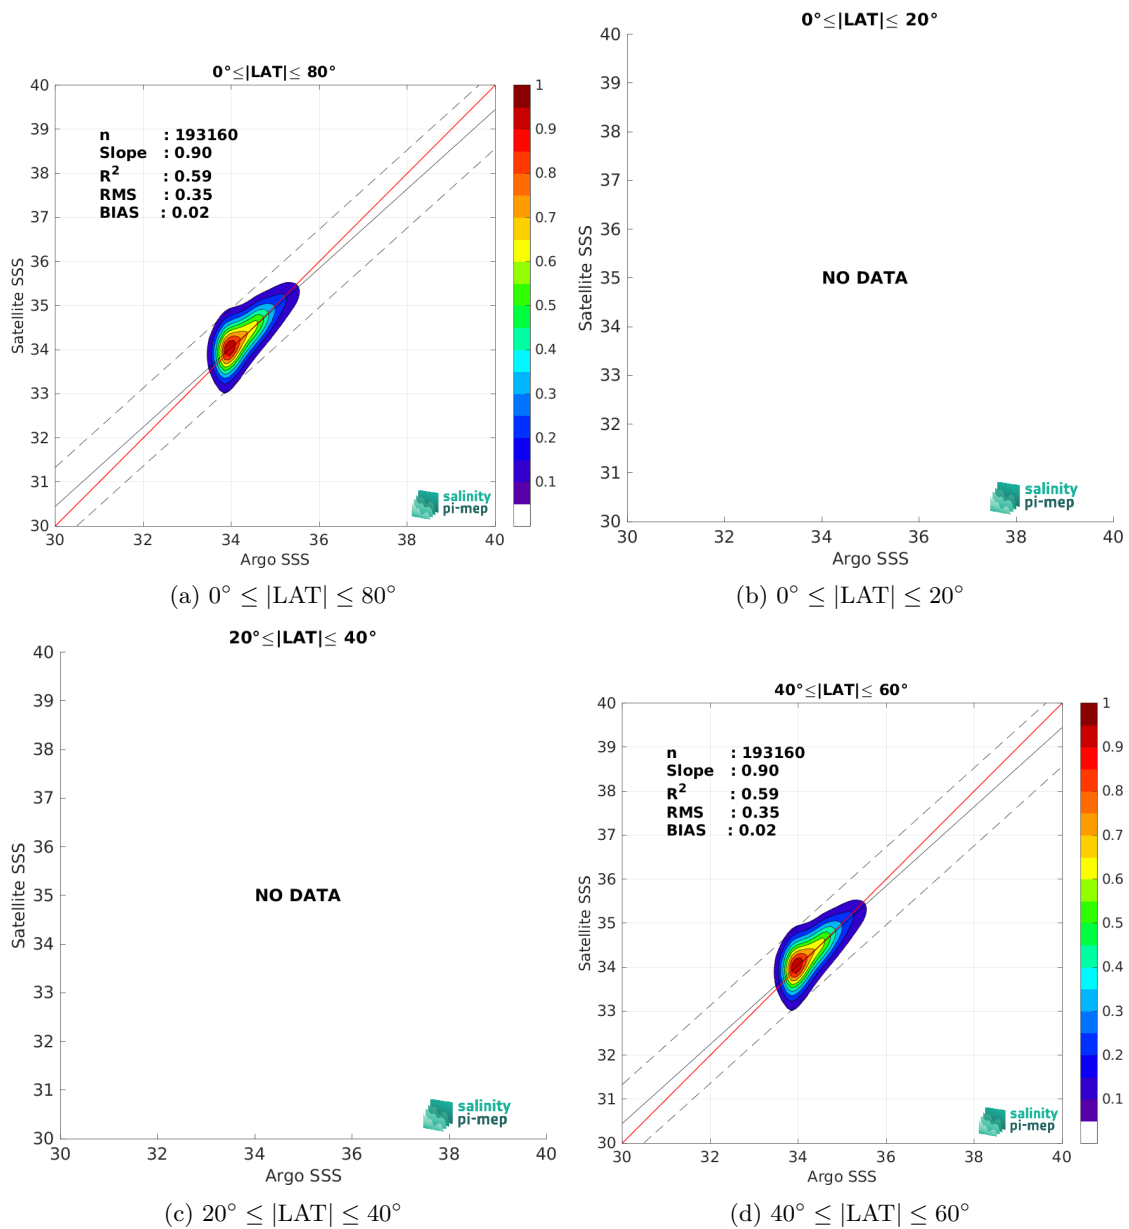 0°≤|LAT|≤ 80°
40
39
38
37
36
35
34
33
32
31
30
Satellite SSS
n : 193160
Slope : 0.90
R² : 0.59
RMS : 0.35
BIAS : 0.02
salinity
pi-mep
30 32 34 36 38 40
Argo SSS
1
0.9
0.8
0.7
0.6
0.5
0.4
0.3
0.2
0.1
(a) 0° ≤ |LAT| ≤ 80°
0°≤|LAT|≤ 20°
40
39
38
37
36
35
34
33
32
31
30
Satellite SSS
NO DATA
salinity
pi-mep
30 32 34 36 38 40
Argo SSS
(b) 0° ≤ |LAT| ≤ 20°
20°≤|LAT|≤ 40°
40
39
38
37
36
35
34
33
32
31
30
Satellite SSS
NO DATA
salinity
pi-mep
30 32 34 36 38 40
Argo SSS
(c) 20° ≤ |LAT| ≤ 40°
40°≤|LAT|≤ 60°
40
39
38
37
36
35
34
33
32
31
30
Satellite SSS
n : 193160
Slope : 0.90
R² : 0.59
RMS : 0.35
BIAS : 0.02
salinity
pi-mep
30 32 34 36 38 40
Argo SSS
1
0.9
0.8
0.7
0.6
0.5
0.4
0.3
0.2
0.1
(d) 40° ≤ |LAT| ≤ 60°